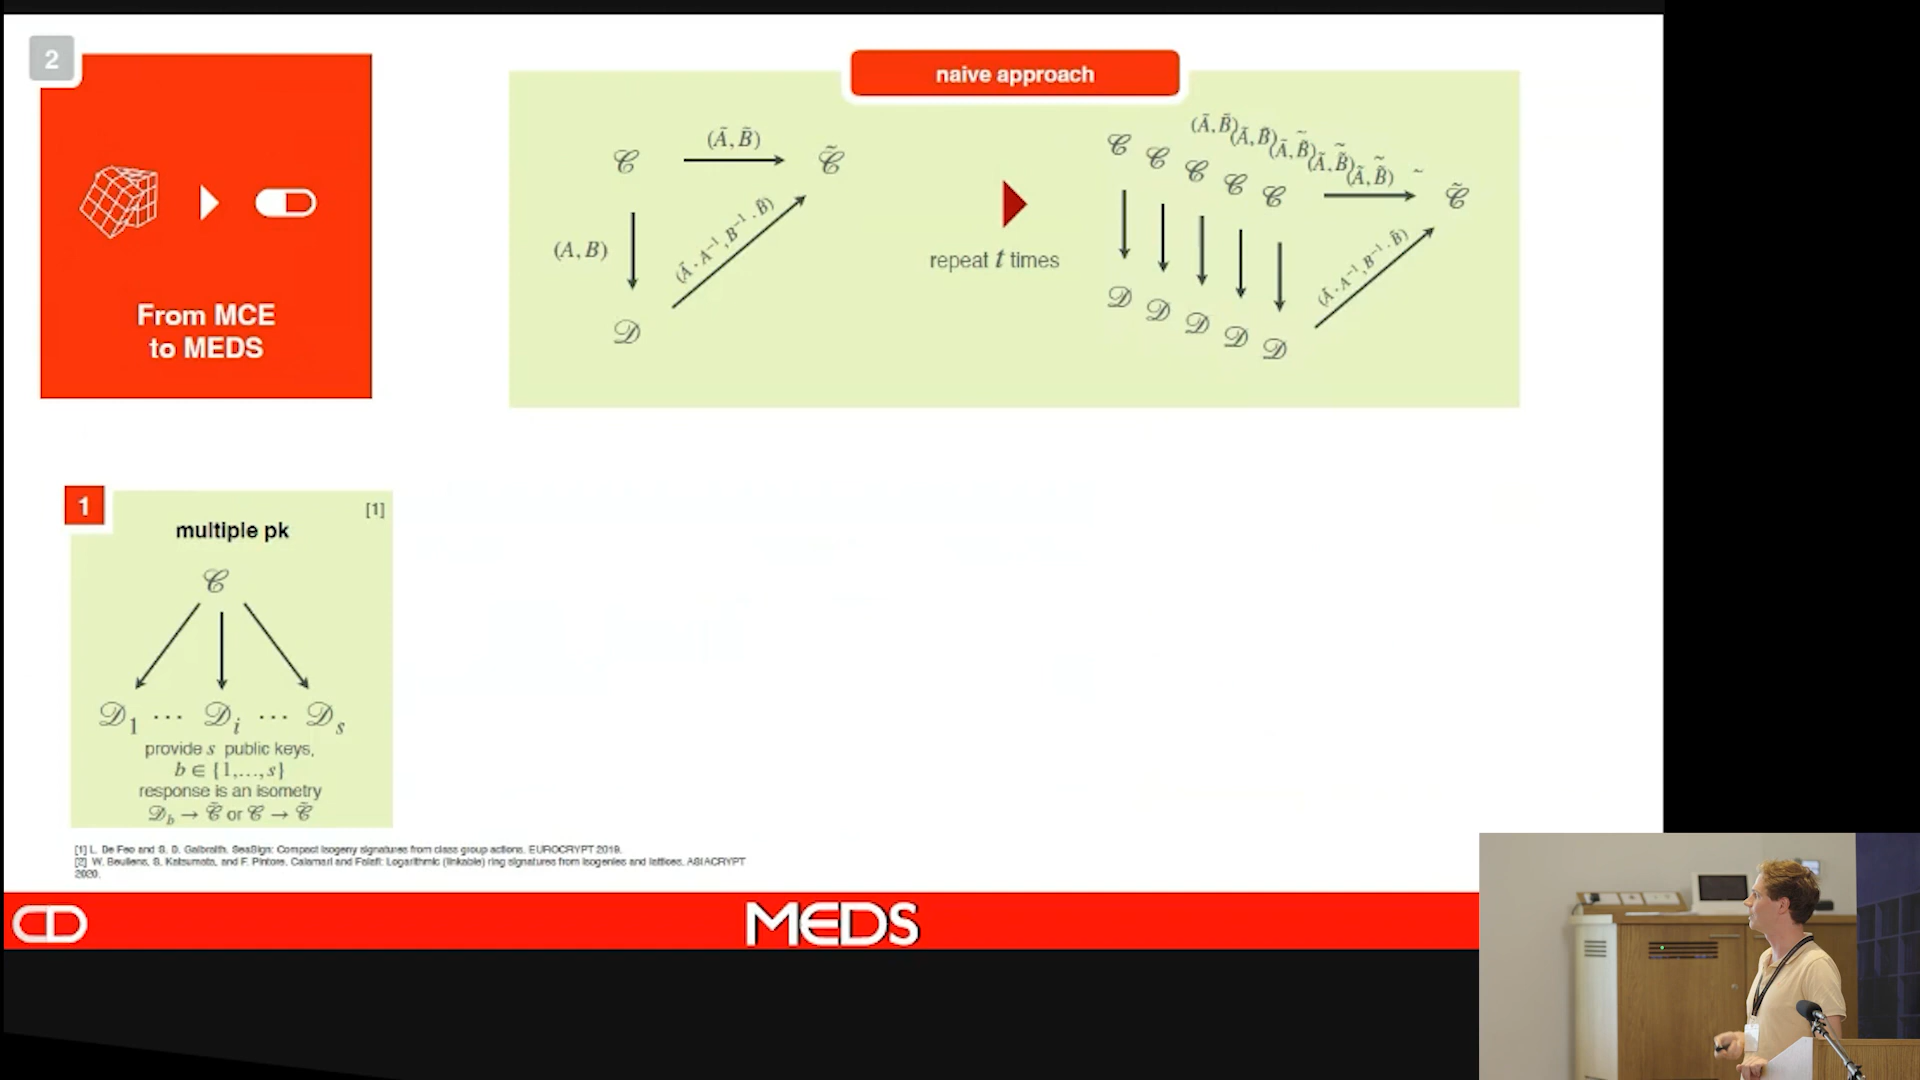 2
From MCE
to MEDS
naive approach
𝒞 (Ã, B̃) 𝒞̃
(A, B)
(Ã · A⁻¹, B⁻¹ · B̃)
𝒟
repeat t times
(Ã, B̃) (Ã, B̃) (Ã, B̃) (Ã, B̃) (Ã, B̃)
𝒞 𝒞 𝒞 𝒞 𝒞 𝒞̃
(Ã · A⁻¹, B⁻¹ · B̃)
𝒟 𝒟 𝒟 𝒟 𝒟
1
[1]
multiple pk
𝒞
𝒟₁ ⋯ 𝒟ᵢ ⋯ 𝒟ₛ
provide s public keys,
b ∈ {1,…,s}
response is an isometry
𝒟_b → 𝒞̃ or 𝒞 → 𝒞̃
[1] L. De Feo and S. D. Galbraith. SeaSign: Compact isogeny signatures from class group actions. EUROCRYPT 2019.
[2] W. Beullens, S. Katsumata, and F. Pintore. Calamari and Falafl: Logarithmic (linkable) ring signatures from isogenies and lattices. ASIACRYPT
2020.
MEDS